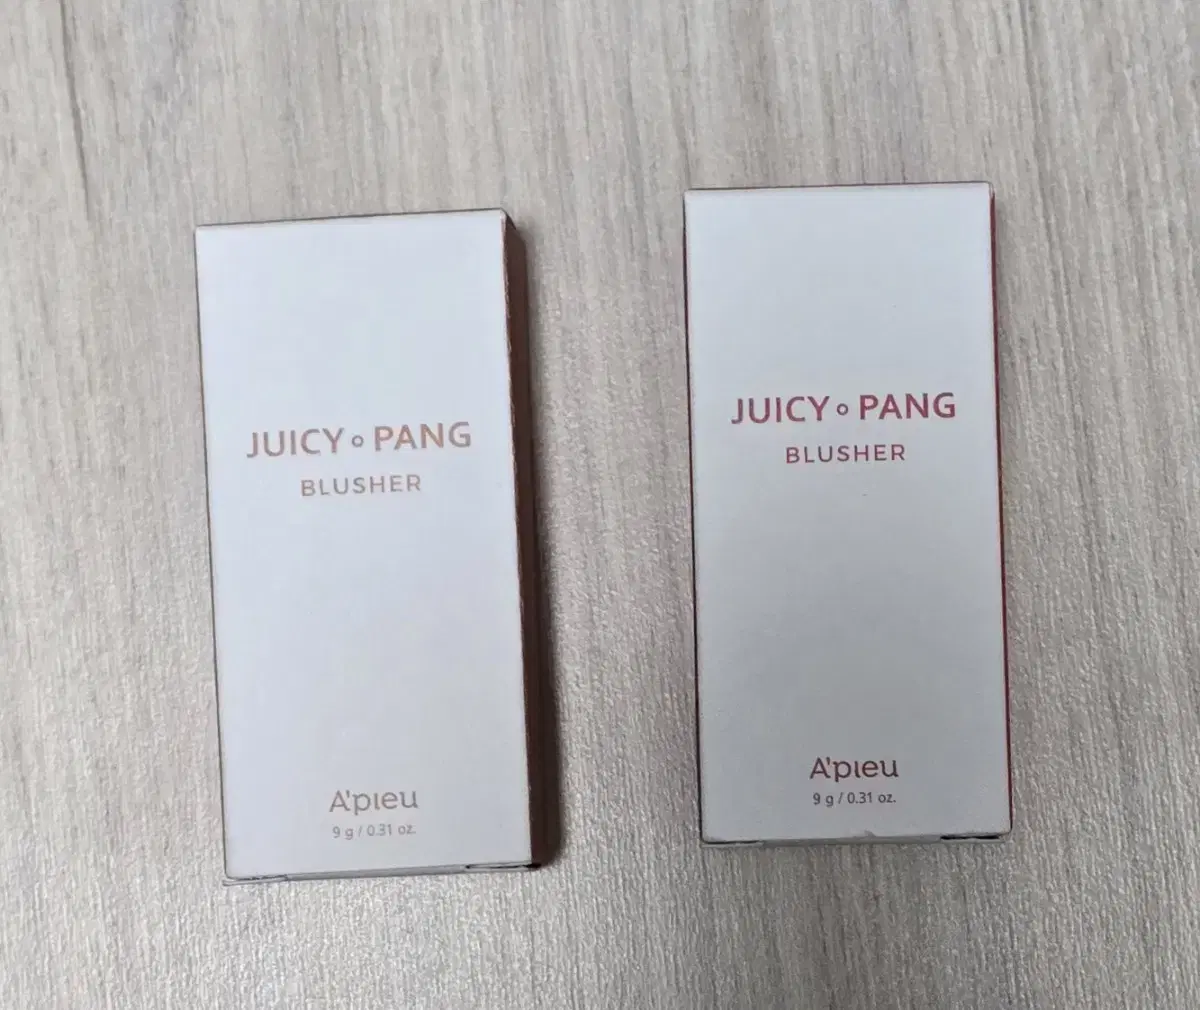 JUICY∘PANG
BLUSHER
A'pieu
9 g / 0.31 oz.
JUICY∘PANG
BLUSHER
A'pieu
9 g / 0.31 oz.